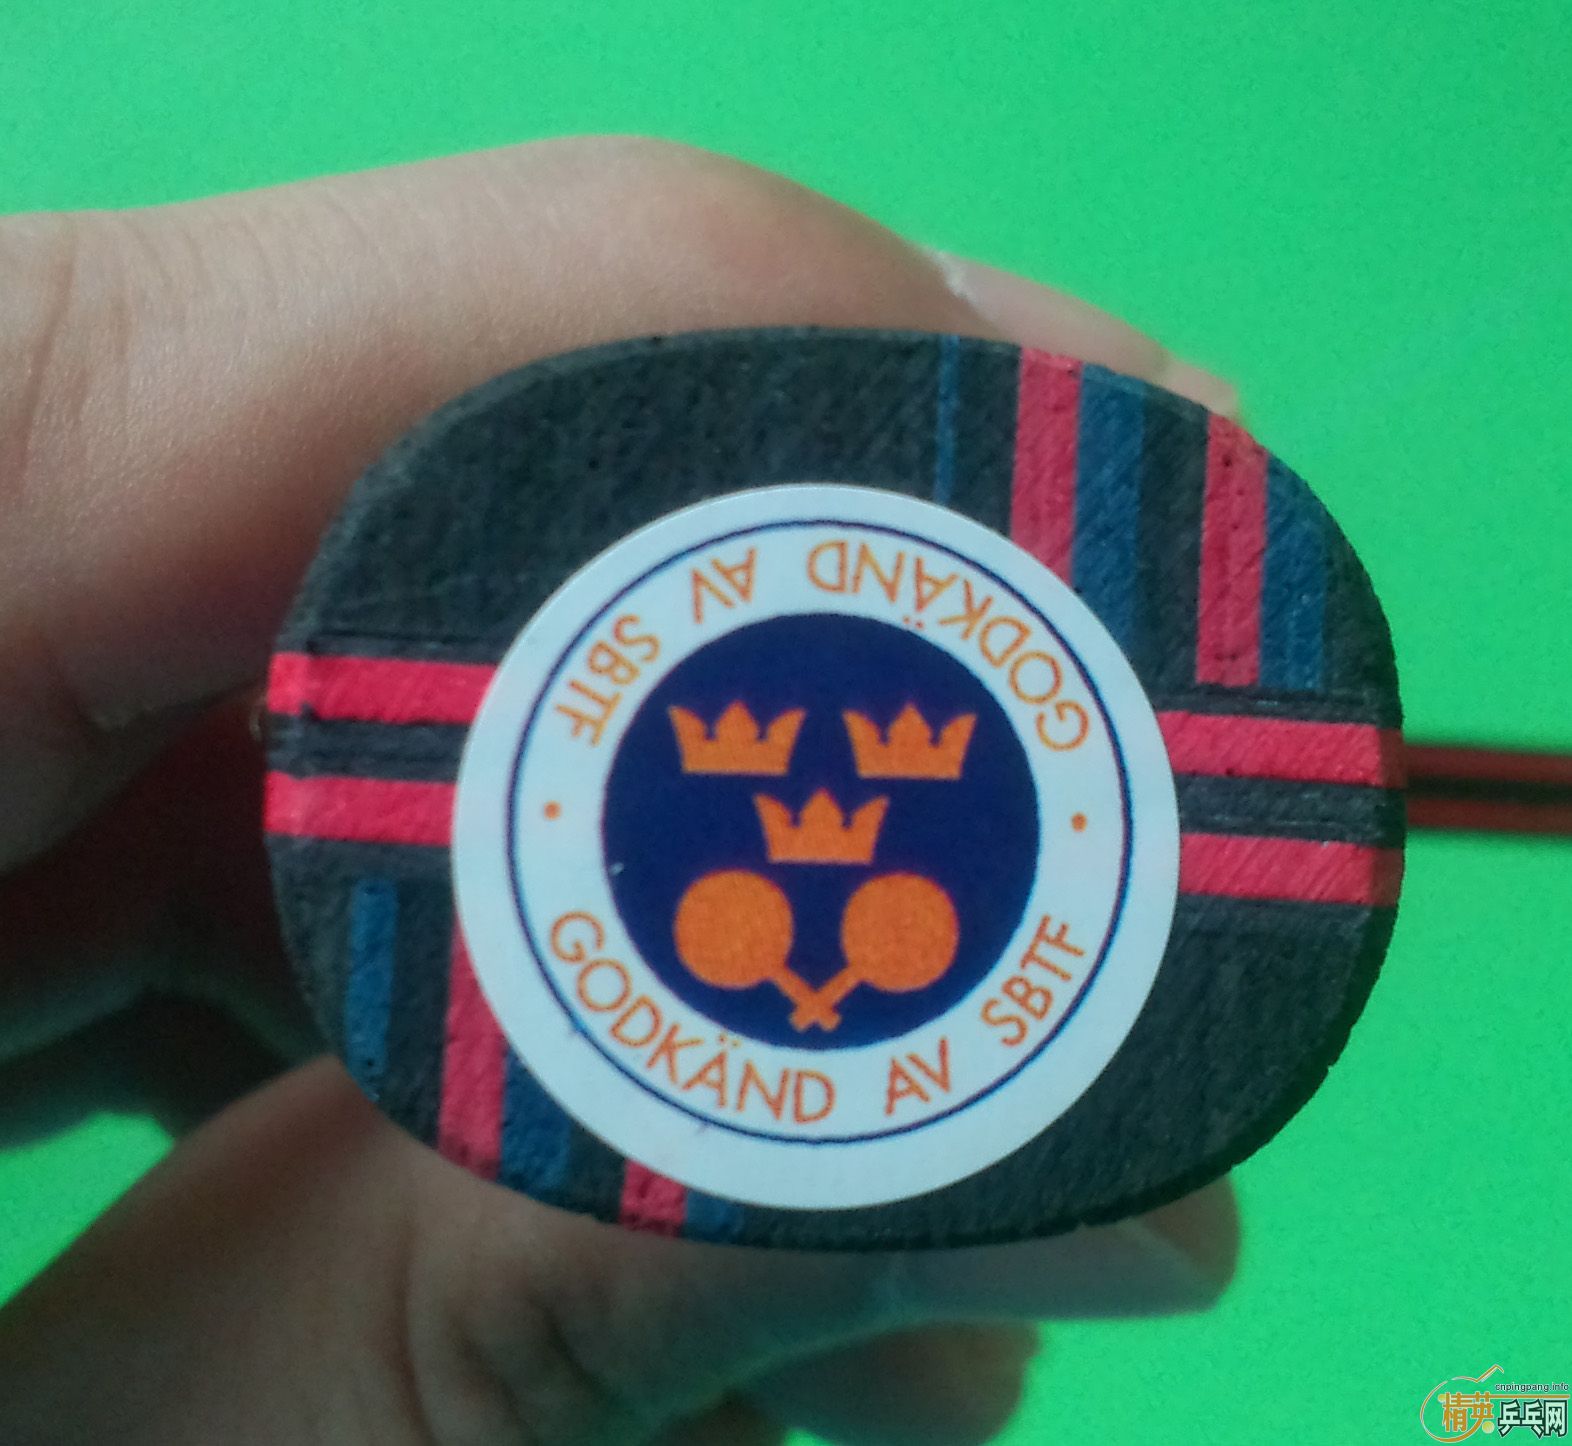 GODKÄND AV SBTF
GODKÄND AV SBTF
cnpingpang.info
精英乒乓网